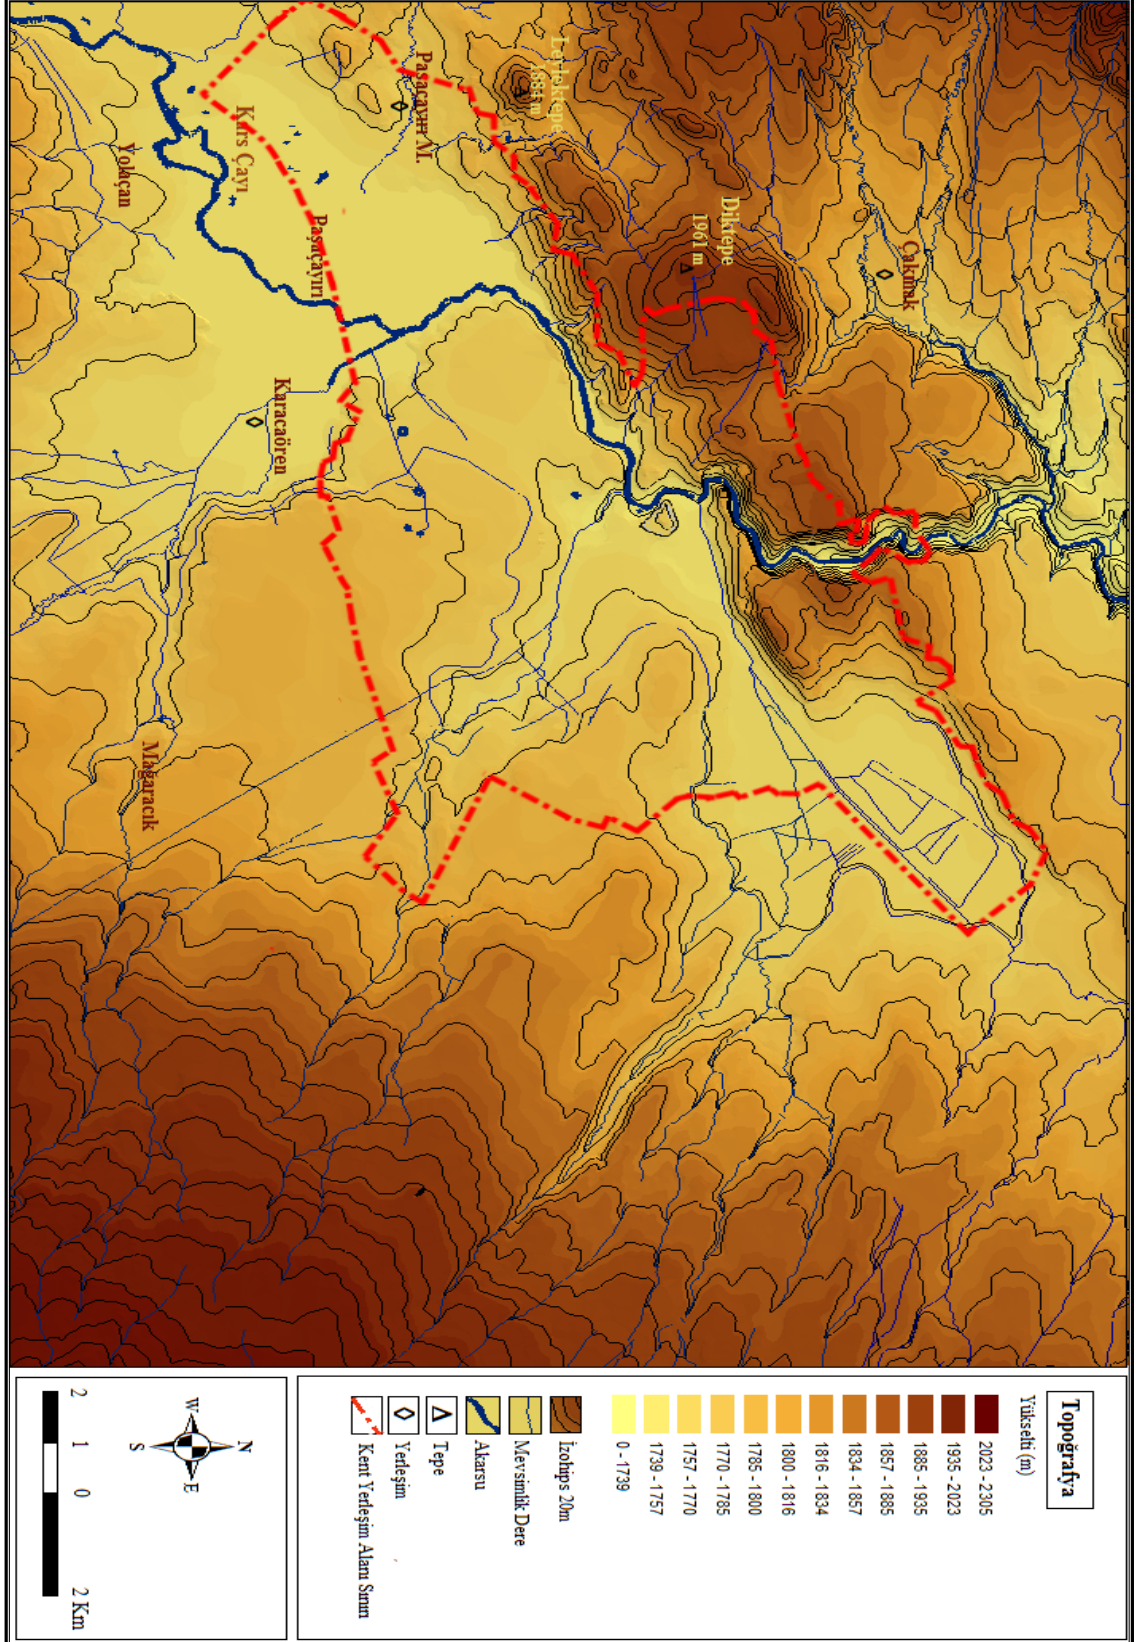 Leylektepe
1884 m
Paşaçayırı M.
Kars Çayı
Yolaçan
Paşaçayırı
Diktepe
1961 m
Çakmak
Karacaören
Mağaracık
Topoğrafya
Yükselti (m)
2023 - 2305
1935 - 2023
1885 - 1935
1857 - 1885
1834 - 1857
1816 - 1834
1800 - 1816
1785 - 1800
1770 - 1785
1757 - 1770
1739 - 1757
0 - 1739
İzohips 20m
Mevsimlik Dere
Akarsu
Tepe
Yerleşim
Kent Yerleşim Alanı Sınırı
N
W
E
S
2 1 0 2 Km